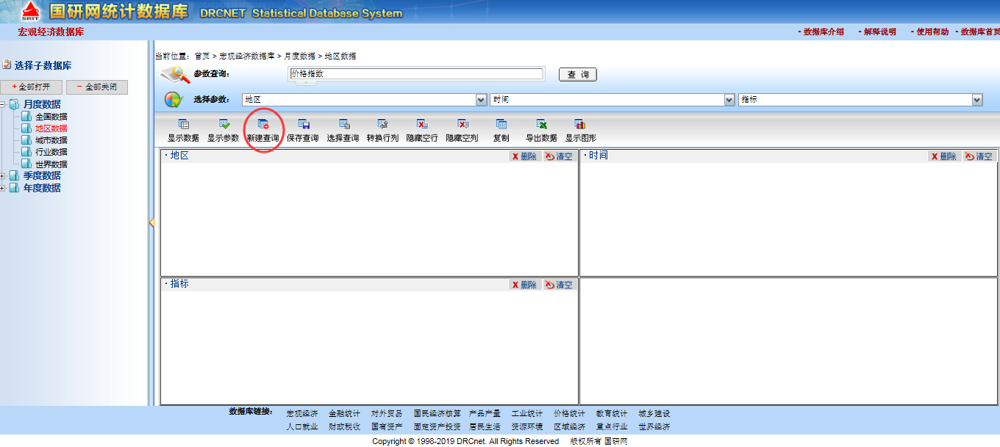 SRIT 国研网统计数据库 DRCNET Statistical Database System
宏观经济数据库
- 数据库介绍 - 解释说明 - 使用帮助 - 数据库首页
当前位置: 首页 > 宏观经济数据库 > 月度数据 > 地区数据
选择子数据库
+ 全部打开 - 全部关闭
月度数据
全国数据
地区数据
城市数据
行业数据
世界数据
季度数据
年度数据
参数查询: 价格指数 查 询
选择参数: 地区 时间 指标
显示数据 显示参数 新建查询 保存查询 选择查询 转换行列 隐藏空行 隐藏空列 复制 导出数据 显示图形
· 地区 X 删除 清空
· 时间 X 删除 清空
· 指标 X 删除 清空
数据库链接: 宏观经济 金融统计 对外贸易 国民经济核算 产品产量 工业统计 价格统计 教育统计 城乡建设
人口就业 财政税收 国有资产 固定资产投资 居民生活 资源环境 区域经济 重点行业 世界经济
Copyright © 1998-2019 DRCnet. All Rights Reserved 版权所有 国研网